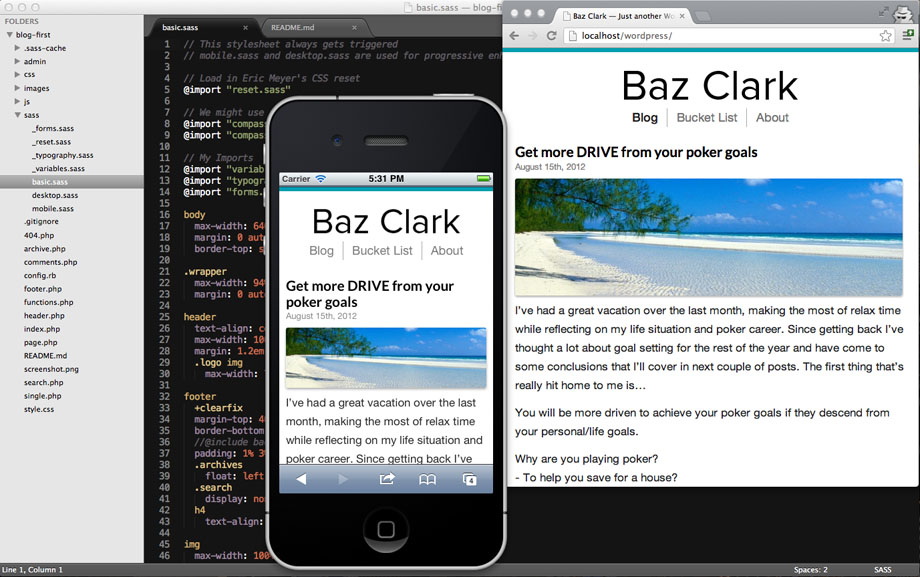 basic.sass — blog-fi
FOLDERS
blog-first
.sass-cache
admin
css
images
js
sass
_forms.sass
_reset.sass
_typography.sass
_variables.sass
basic.sass
desktop.sass
mobile.sass
.gitignore
404.php
archive.php
comments.php
config.rb
footer.php
functions.php
header.php
index.php
page.php
README.md
screenshot.png
search.php
single.php
style.css
basic.sass
README.md
1 // This stylesheet always gets triggered
2 // mobile.sass and desktop.sass are used for progressive en
3
4 // Load in Eric Meyer's CSS reset
5 @import "reset.sass"
6
7 // We might use
8 @import "compas
9 @import "compas
10
11 // My Imports
12 @import "variab
13 @import "typogr
14 @import "forms.
15
16 body
17 max-width: 64
18 margin: 0 aut
19 border-top: s
20
21 .wrapper
22 max-width: 94%
23 margin: 0 aut
24
25 header
26 text-align: ce
27 max-width: 10
28 margin: 1.2em
29 .logo img
30 max-width:
31
32 footer
33 +clearfix
34 margin-top: 4
35 border-bottom
36 //@include ba
37 padding: 1% 3%
38 .archives
39 float: left
40 .search
41 display: no
42 h4
43 text-align:
44
45 img
46 max-width: 100
Line 1, Column 1
Spaces: 2
SASS
Carrier
5:31 PM
Baz Clark
Blog
Bucket List
About
Get more DRIVE from your
poker goals
August 15th, 2012
I've had a great vacation over the last
month, making the most of relax time
while reflecting on my life situation and
poker career. Since getting back I've
4
Baz Clark — Just another Wo
localhost/wordpress/
Baz Clark
Blog
Bucket List
About
Get more DRIVE from your poker goals
August 15th, 2012
I've had a great vacation over the last month, making the most of relax time
while reflecting on my life situation and poker career. Since getting back I've
thought a lot about goal setting for the rest of the year and have come to
some conclusions that I'll cover in next couple of posts. The first thing that's
really hit home to me is…
You will be more driven to achieve your poker goals if they descend from
your personal/life goals.
Why are you playing poker?
- To help you save for a house?